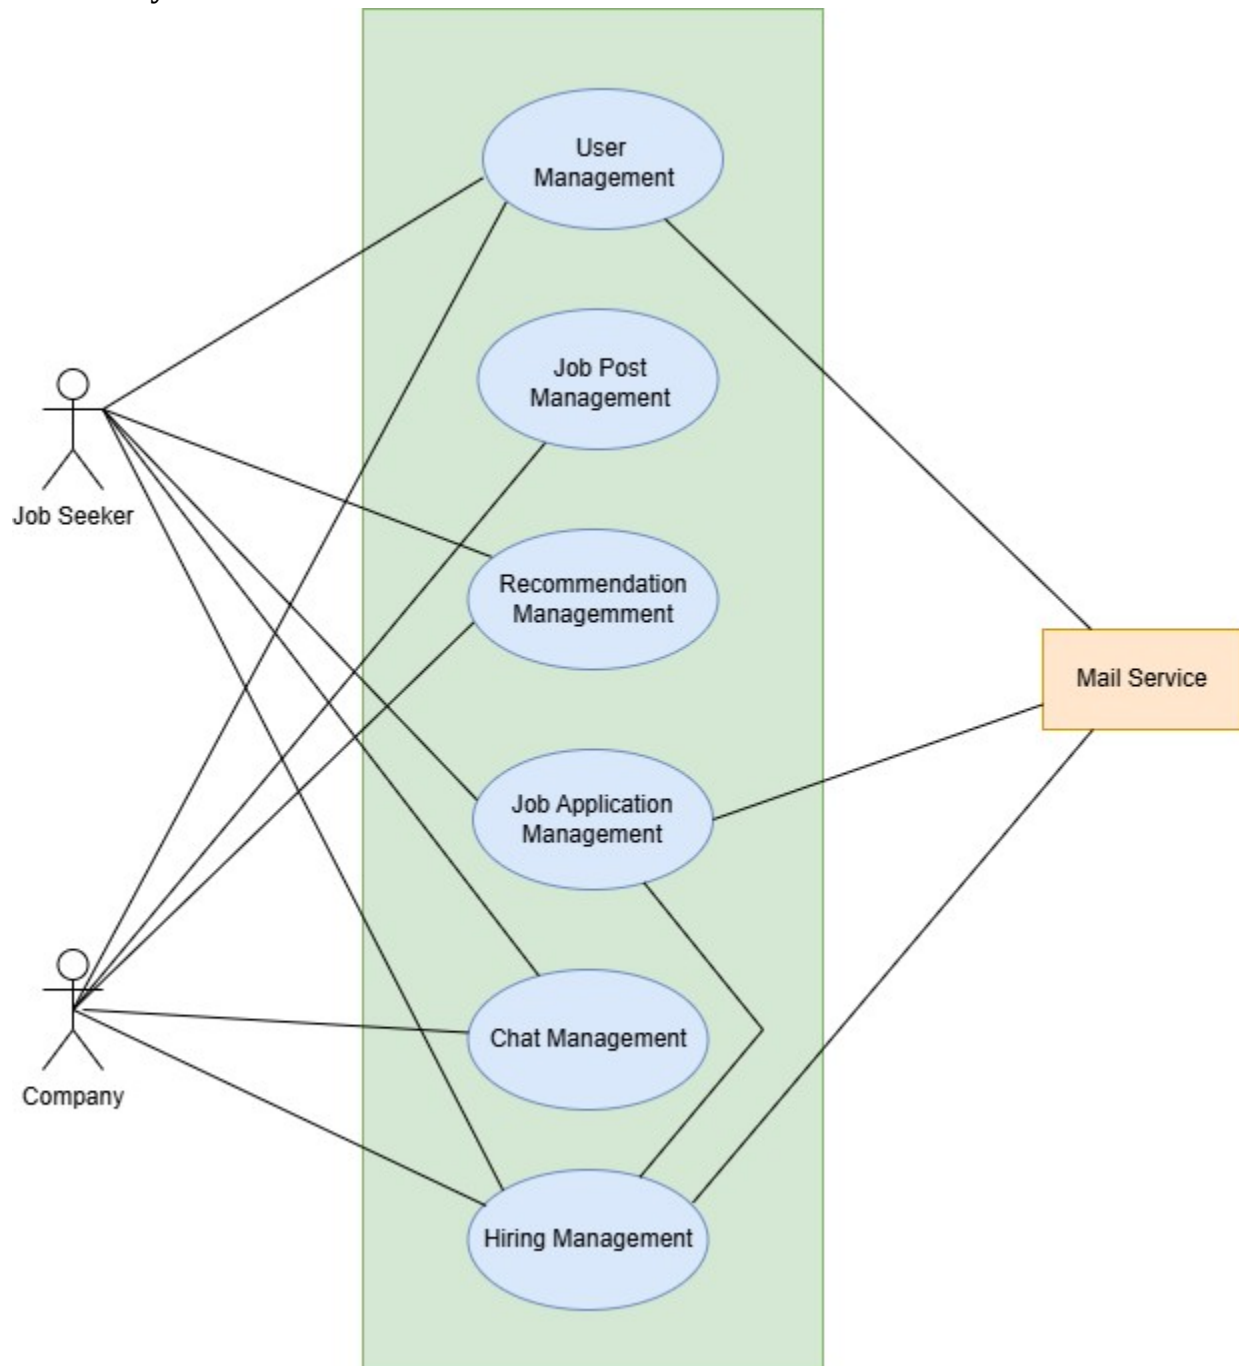 User
Management
Job Post
Management
Job Seeker
Recommendation
Managemment
Mail Service
Job Application
Management
Chat Management
Company
Hiring Management